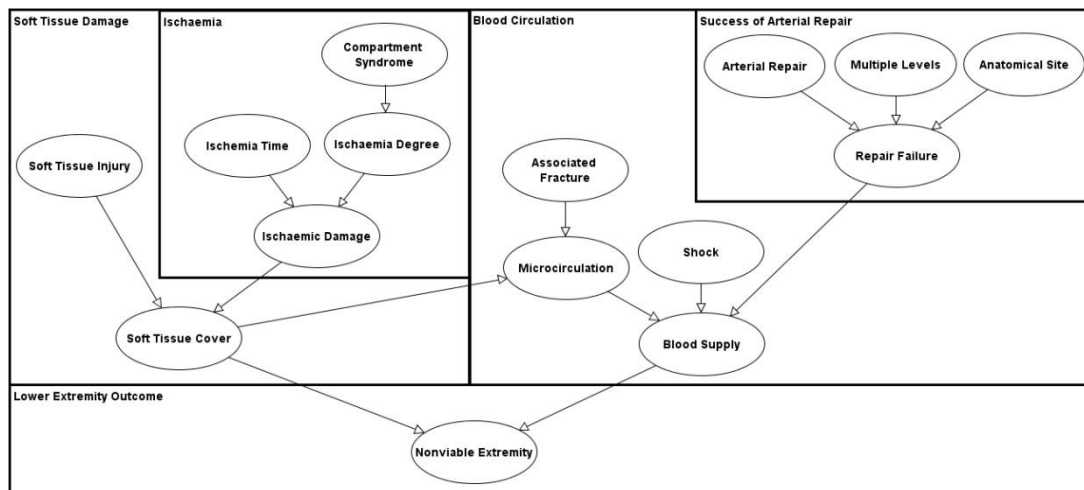 Soft Tissue Damage
Ischaemia
Blood Circulation
Success of Arterial Repair
Compartment
Syndrome
Arterial Repair
Multiple Levels
Anatomical Site
Ischemia Time
Ischaemia Degree
Soft Tissue Injury
Associated
Fracture
Repair Failure
Ischaemic Damage
Microcirculation
Shock
Soft Tissue Cover
Blood Supply
Lower Extremity Outcome
Nonviable Extremity